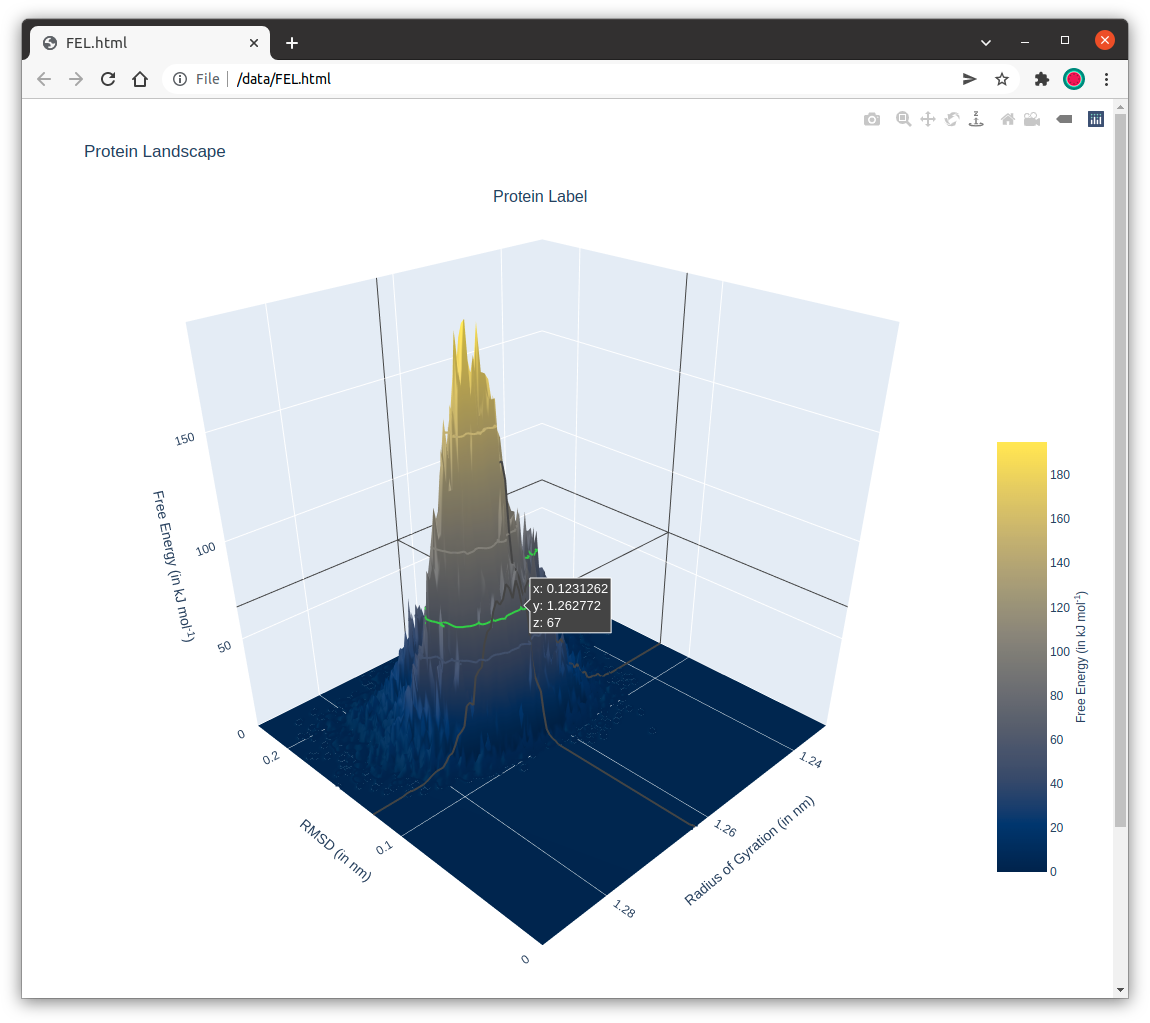 FEL.html
File /data/FEL.html
Protein Landscape
Protein Label
z
150
100
50
0
Free Energy (in kJ mol-1)
x: 0.1231262
y: 1.262772
z: 67
0.2
0.1
0
RMSD (in nm)
1.24
1.26
1.28
Radius of Gyration (in nm)
180
160
140
120
100
80
60
40
20
0
Free Energy (in kJ mol-1)